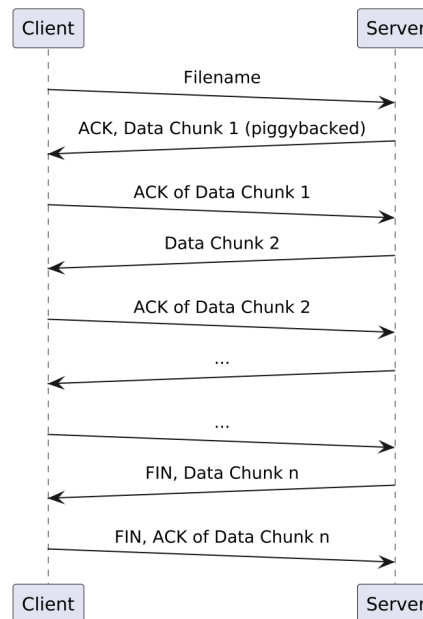 Client
Server
Filename
ACK, Data Chunk 1 (piggybacked)
ACK of Data Chunk 1
Data Chunk 2
ACK of Data Chunk 2
...
...
FIN, Data Chunk n
FIN, ACK of Data Chunk n
Client
Server